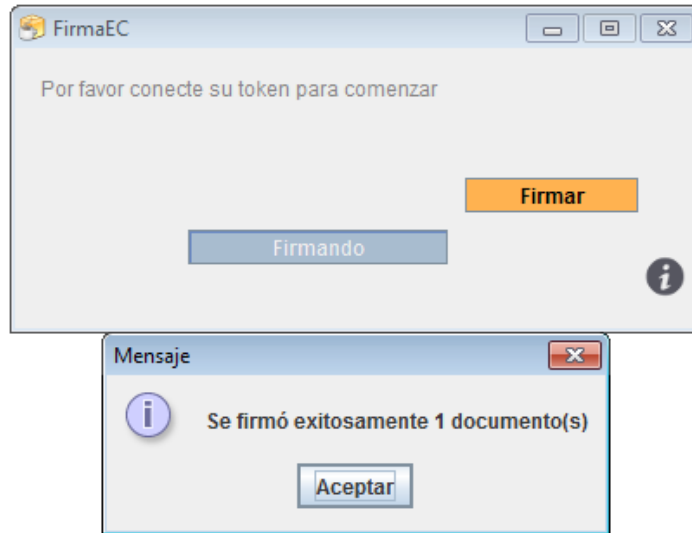 FirmaEC
Por favor conecte su token para comenzar
Firmar
Firmando
Mensaje
Se firmó exitosamente 1 documento(s)
Aceptar